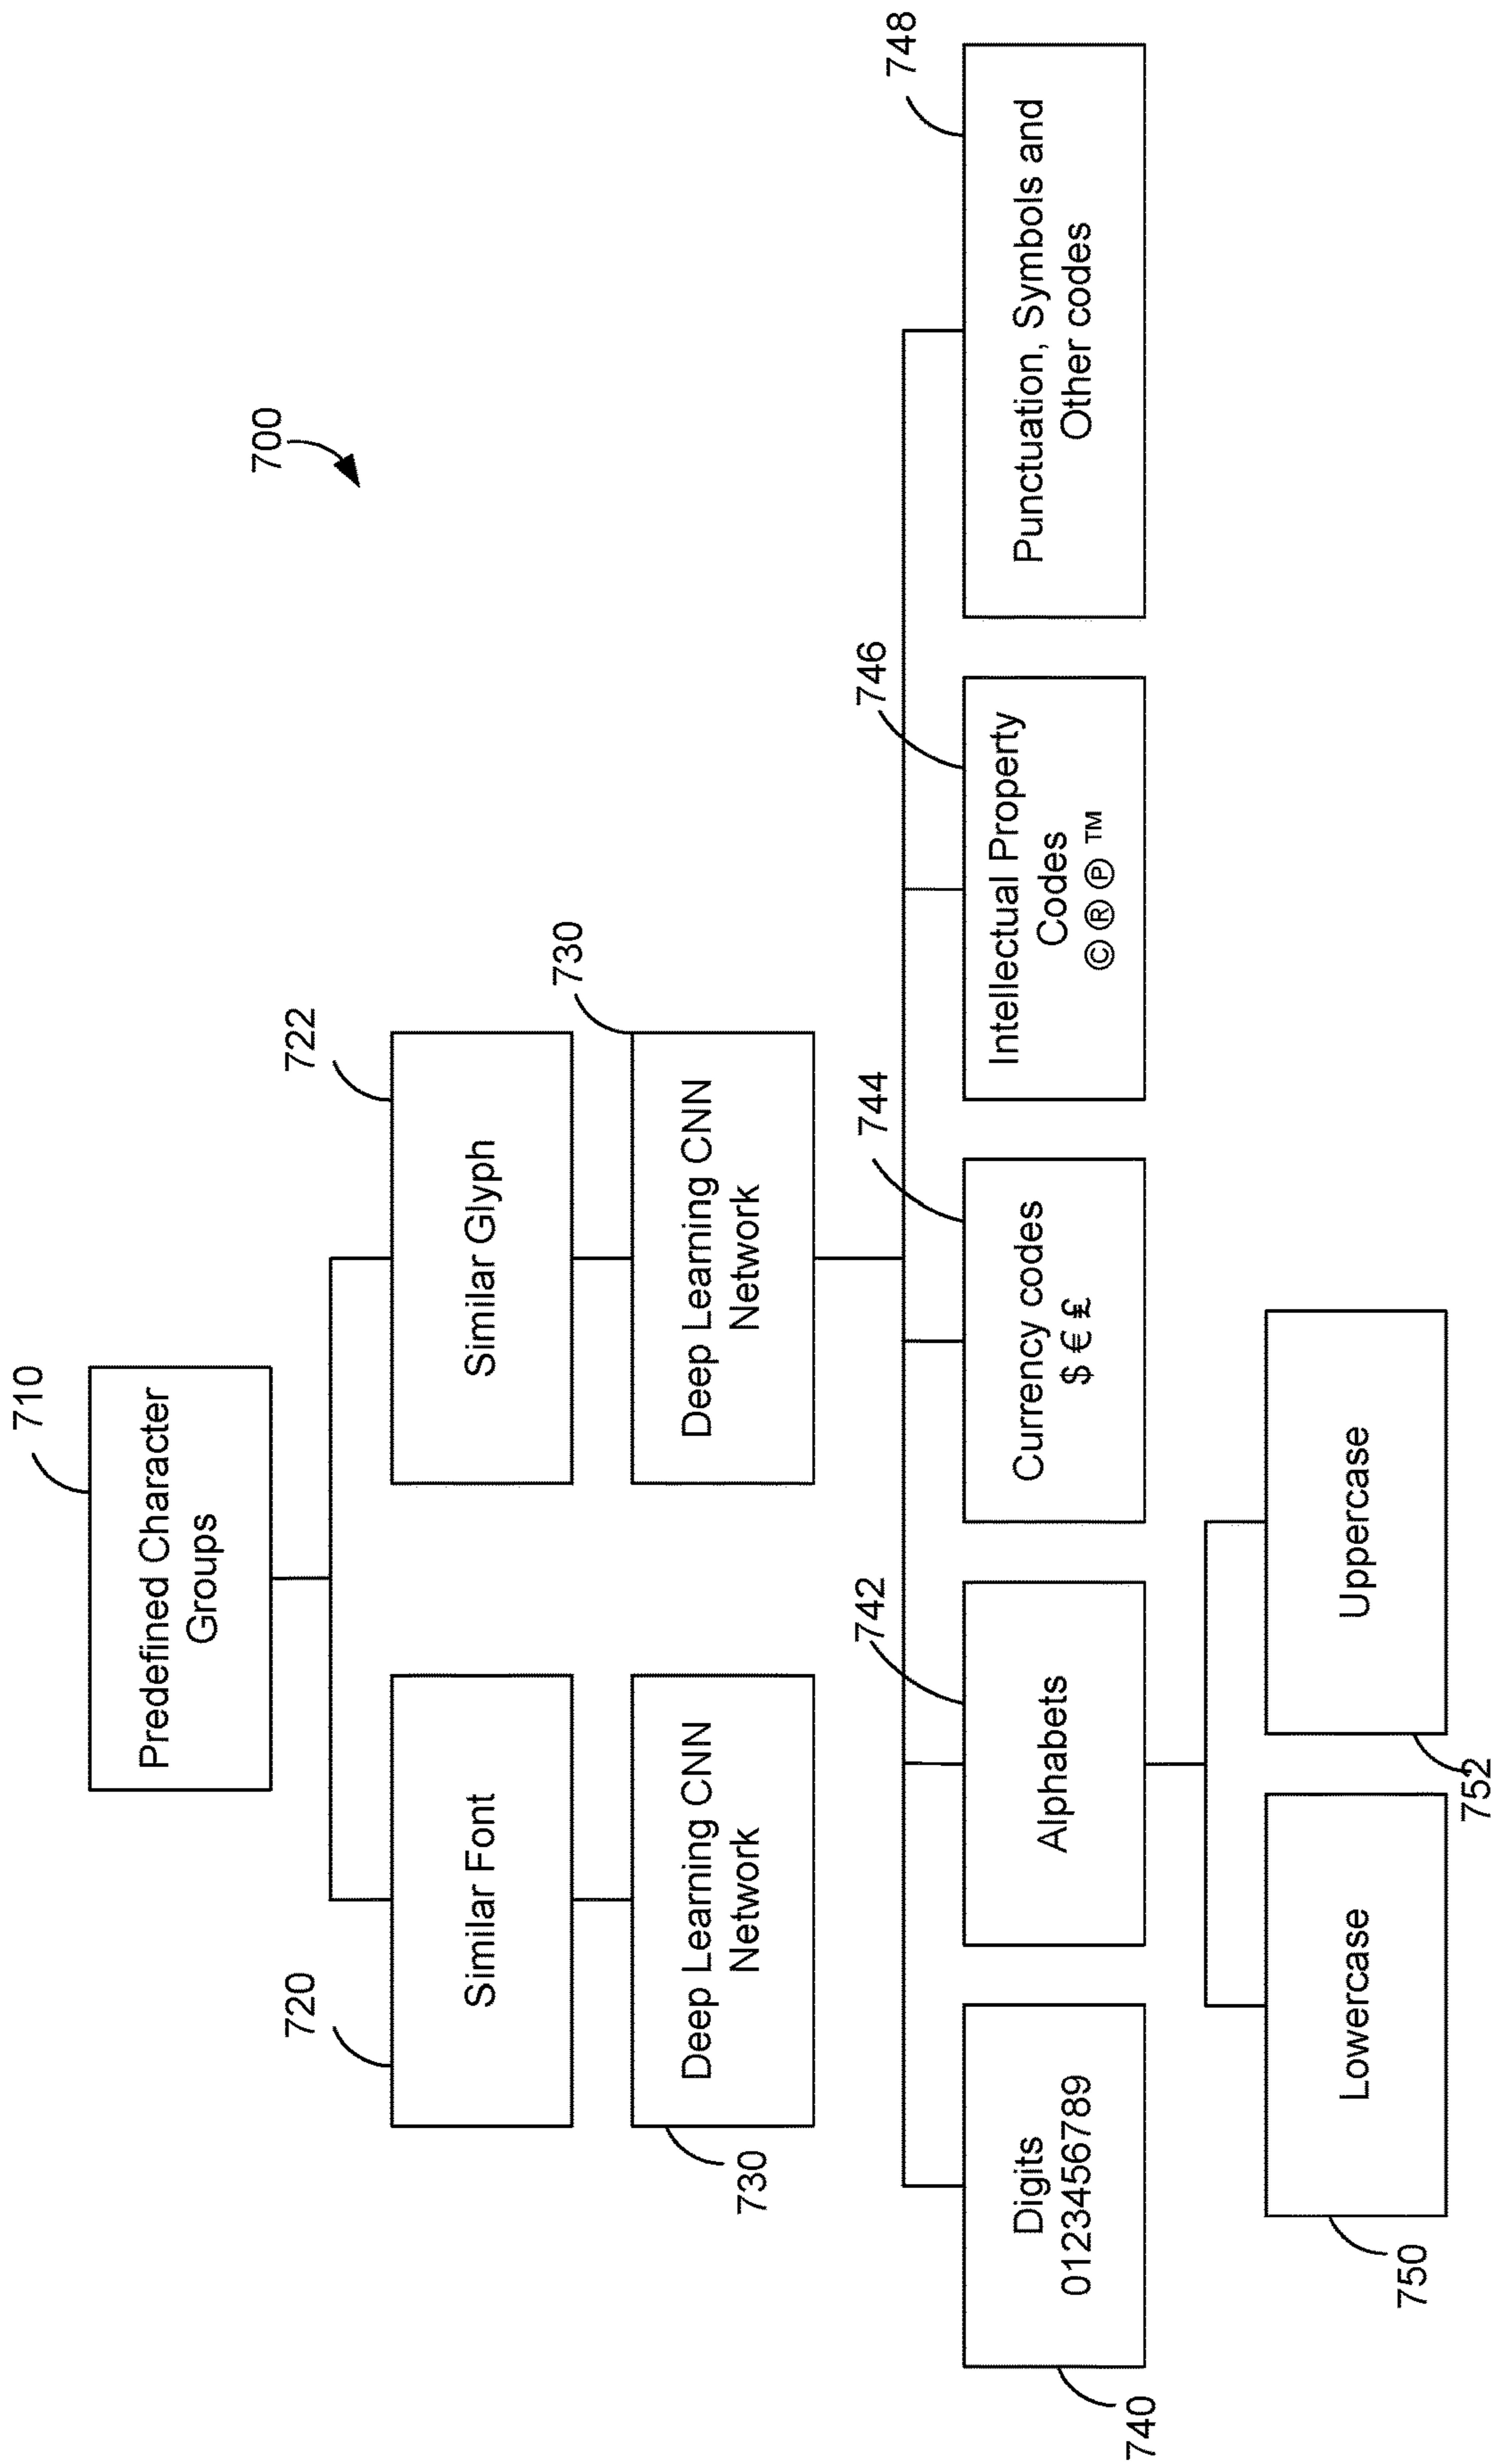 700
710
Predefined Character
Groups
720
Similar Font
722
Similar Glyph
730
Deep Learning CNN
Network
730
Deep Learning CNN
Network
740
Digits
0123456789
742
Alphabets
744
Currency codes
$ € £
746
Intellectual Property
Codes
© ® ℗ ™
748
Punctuation, Symbols and
Other codes
750
Lowercase
752
Uppercase